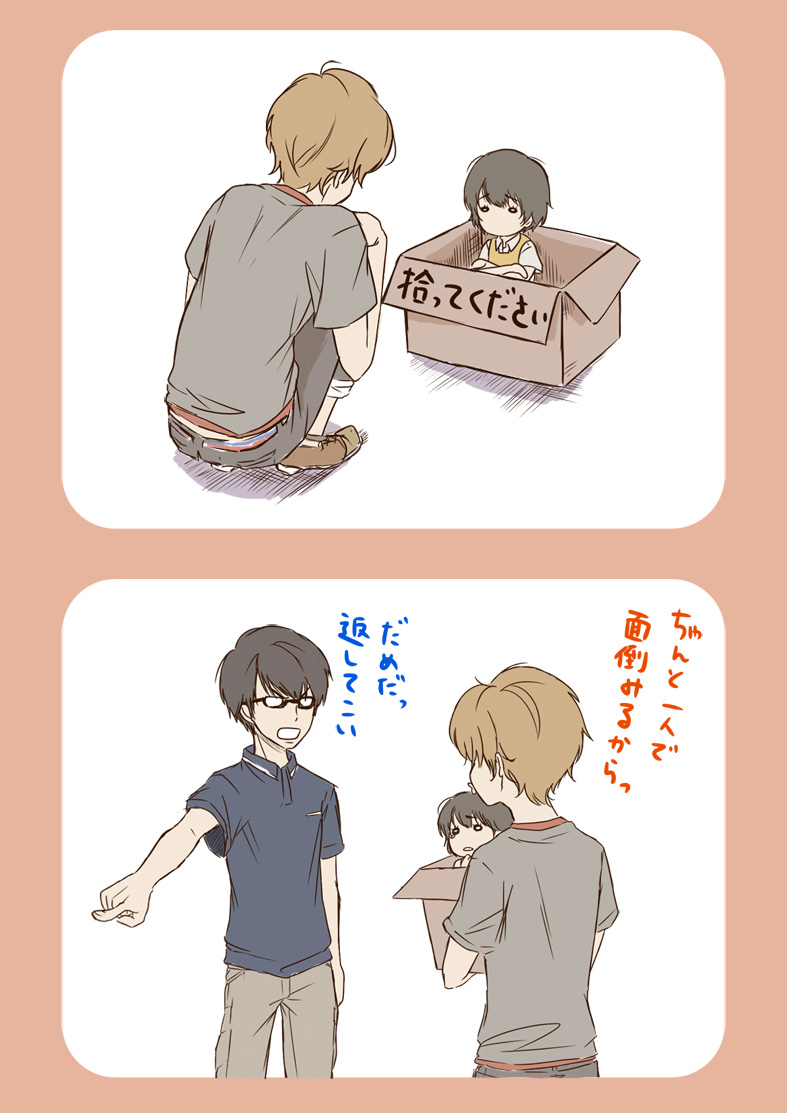 拾ってください
ちゃんと一人で
面倒みるからっ
だめだっ
返してこい